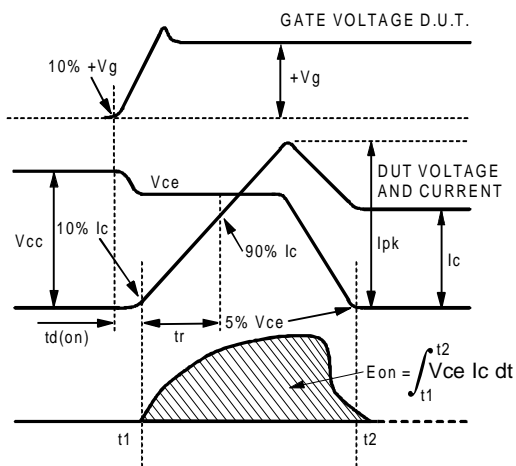 GATE VOLTAGE D.U.T.
10% +Vg
+Vg
Vce
DUT VOLTAGE
AND CURRENT
Vcc
10% Ic
90% Ic
Ipk
Ic
td(on)
tr
5% Vce
Eon = ∫ Vce Ic dt
t2
t1
t1
t2